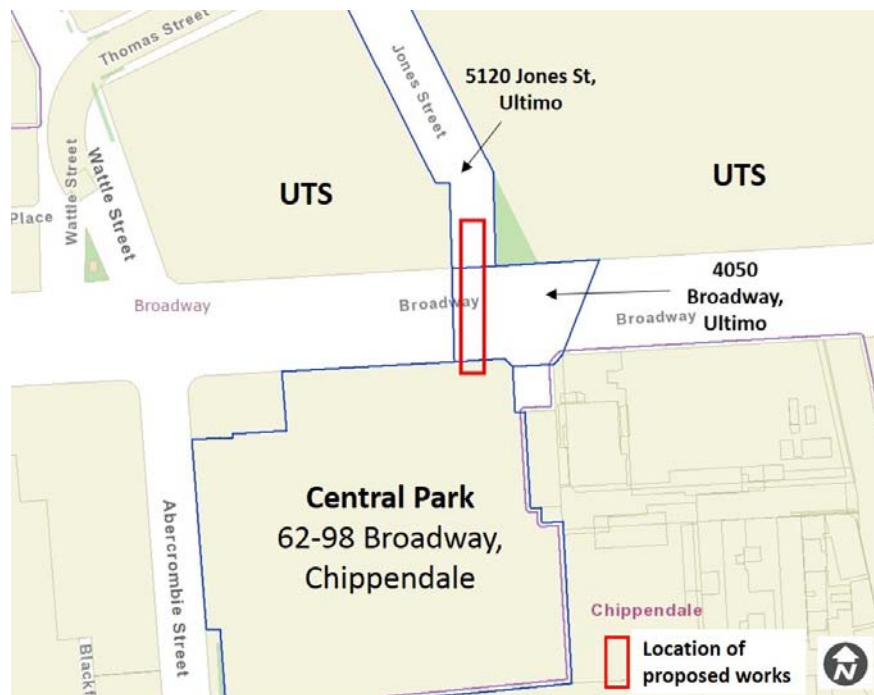 Thomas Street
Jones Street
5120 Jones St,
Ultimo
UTS
UTS
Wattle Street
Wattle Street
Place
Broadway
Broadway
4050
Broadway,
Ultimo
Broadway
Central Park
62-98 Broadway,
Chippendale
Abercrombie Street
Blackf
Chippendale
Location of
proposed works
N